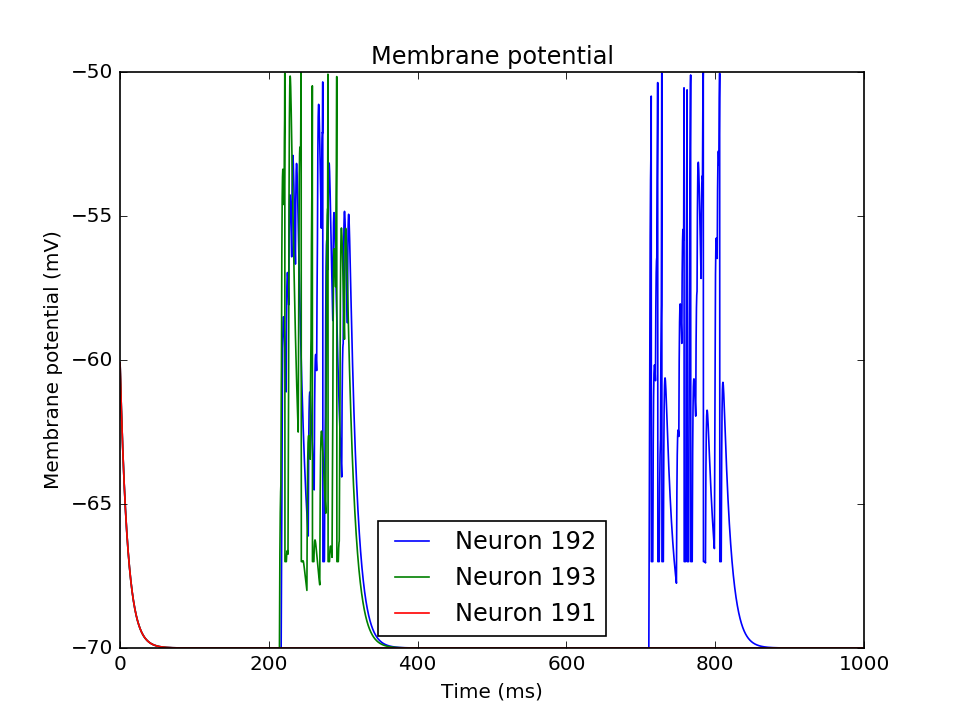 Membrane potential
Membrane potential (mV)
−50
−55
−60
−65
−70
Neuron 192
Neuron 193
Neuron 191
0 200 400 600 800 1000
Time (ms)